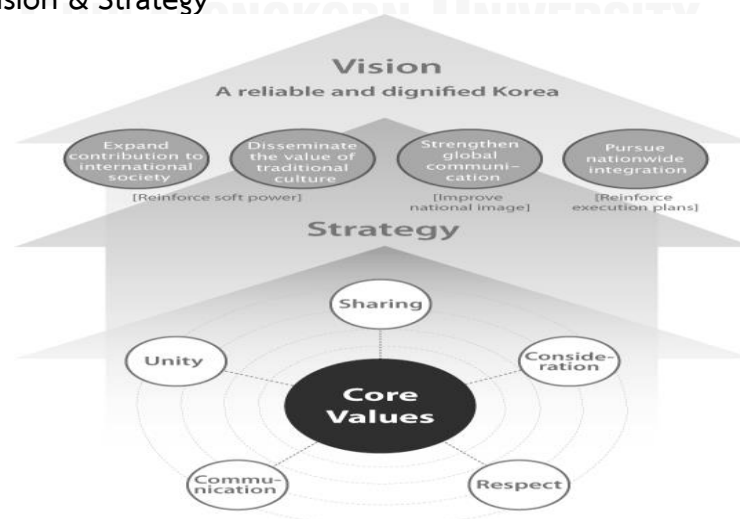 sion & Strategy
UNIVERSITY
Vision
A reliable and dignified Korea
Expand
contribution to
international
society
Disseminate
the value of
traditional
culture
Strengthen
global
communi-
cation
Pursue
nationwide
integration
[Reinforce soft power]
[Improve
national image]
[Reinforce
execution plans]
Strategy
Sharing
Unity
Conside-
ration
Core
Values
Commu-
nication
Respect